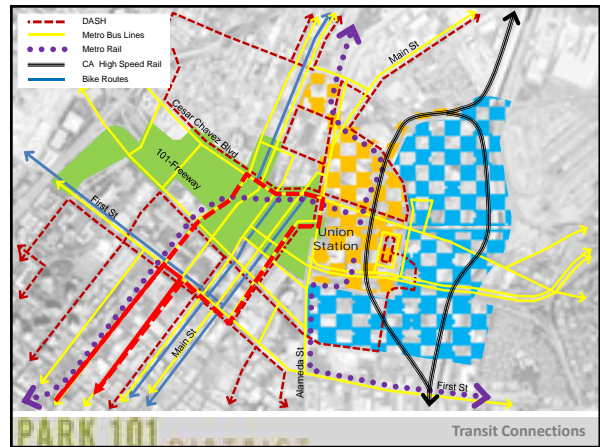 DASH
Metro Bus Lines
Metro Rail
CA High Speed Rail
Bike Routes
Main St
Cesar Chavez Blvd
101-Freeway
First St
Union
Station
Main St
Alameda St
First St
PARK 101
DISTRICT
Transit Connections